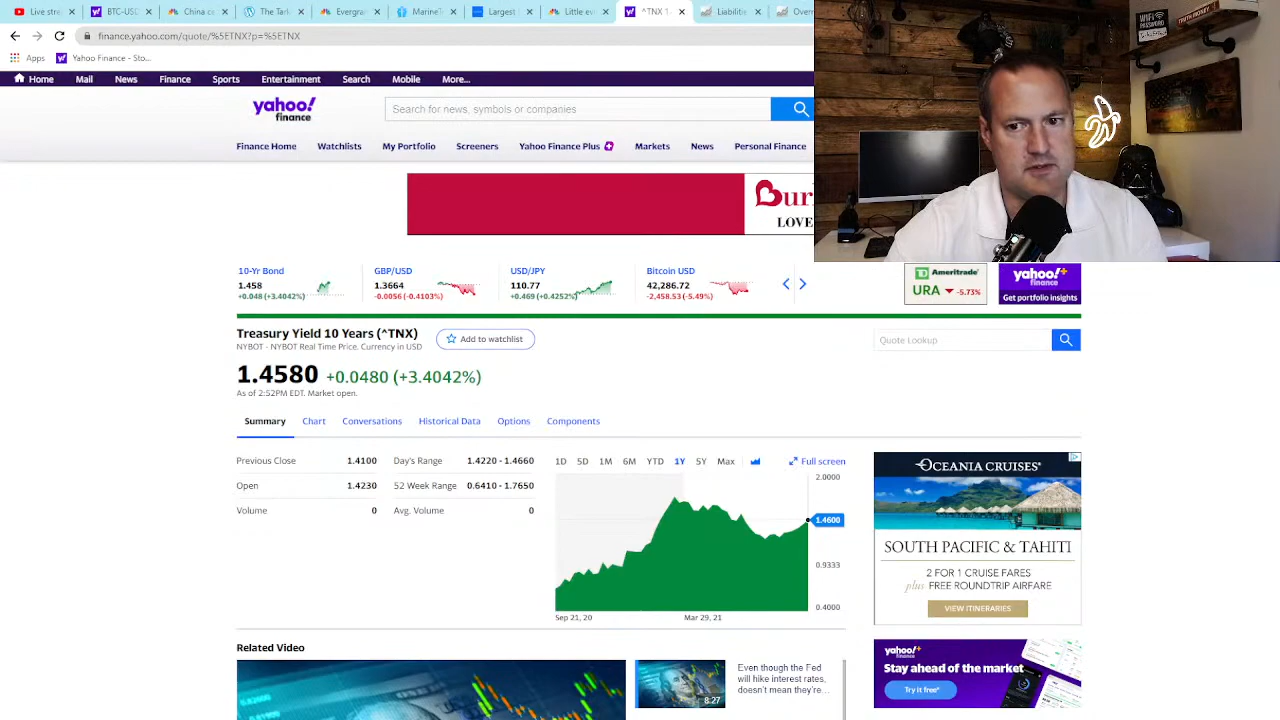 Live stre
BTC-USD
China ce
Evergra
MarineT
Largest
Little evi
^TNX 1
Liabilitie
Over
finance.yahoo.com/quote/%5ETNX?p=%5ETNX
Apps Yahoo Finance - Sto...
Home Mail News Finance Sports Entertainment Search Mobile More...
yahoo!
finance
Search for news, symbols or companies
Finance Home Watchlists My Portfolio Screeners Yahoo Finance Plus Markets News Personal Finance
WIFI
PASSWORD
TRUTH MONEY
Bur
LOVE
10-Yr Bond
1.458
+0.048 (+3.4042%)
GBP/USD
1.3664
-0.0056 (-0.4103%)
USD/JPY
110.77
+0.469 (+0.4252%)
Bitcoin USD
42,286.72
-2,458.53 (-5.49%)
Ameritrade
URA -5.73%
yahoo!+
Get portfolio insights
Treasury Yield 10 Years (^TNX)
NYBOT - NYBOT Real Time Price. Currency in USD
Add to watchlist
Quote Lookup
1.4580 +0.0480 (+3.4042%)
As of 2:52PM EDT. Market open.
Summary Chart Conversations Historical Data Options Components
Previous Close 1.4100
Open 1.4230
Volume 0
Day's Range 1.4220 - 1.4660
52 Week Range 0.6410 - 1.7650
Avg. Volume 0
1D 5D 1M 6M YTD 1Y 5Y Max Full screen
2.0000
1.4600
0.9333
0.4000
Sep 21, 20 Mar 29, 21
OCEANIA CRUISES®
SOUTH PACIFIC & TAHITI
2 FOR 1 CRUISE FARES
plus FREE ROUNDTRIP AIRFARE
VIEW ITINERARIES
Related Video
8:27
Even though the Fed
will hike interest rates,
doesn't mean they're...
yahoo!+
finance
Stay ahead of the market
Try it free*